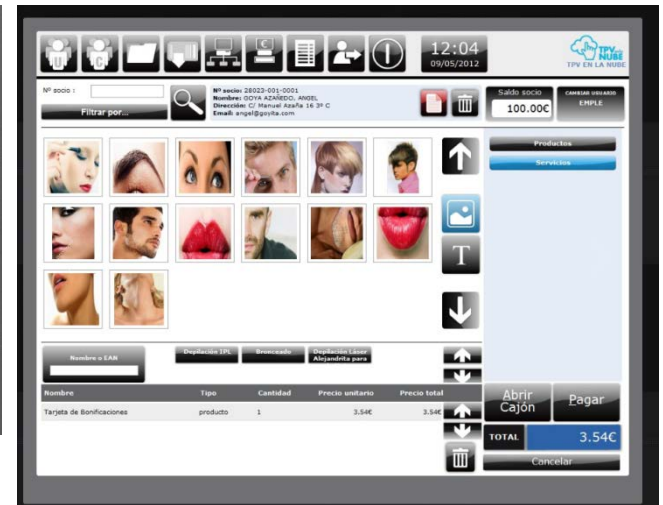 U
C
€
12:04
09/05/2012
TPV EN LA
NUBE
TPV EN LA NUBE
Nº socio :
Filtrar por...
Nº socio: 28023-001-0001
Nombre: GOYA AZAÑEDO, ANGEL
Dirección: C/ Manuel Azaña 16 3º C
Email: angel@goyita.com
Saldo socio
100.00€
CAMBIAR USUARIO
EMPLE
Productos
Servicios
T
Nombre o EAN
Depilación IPL
Bronceado
Depilación Láser
Alejandrita para
Nombre Tipo Cantidad Precio unitario Precio total
Tarjeta de Bonificaciones producto 1 3.54€ 3.54€
Abrir
Cajón
Pagar
TOTAL 3.54€
Cancelar